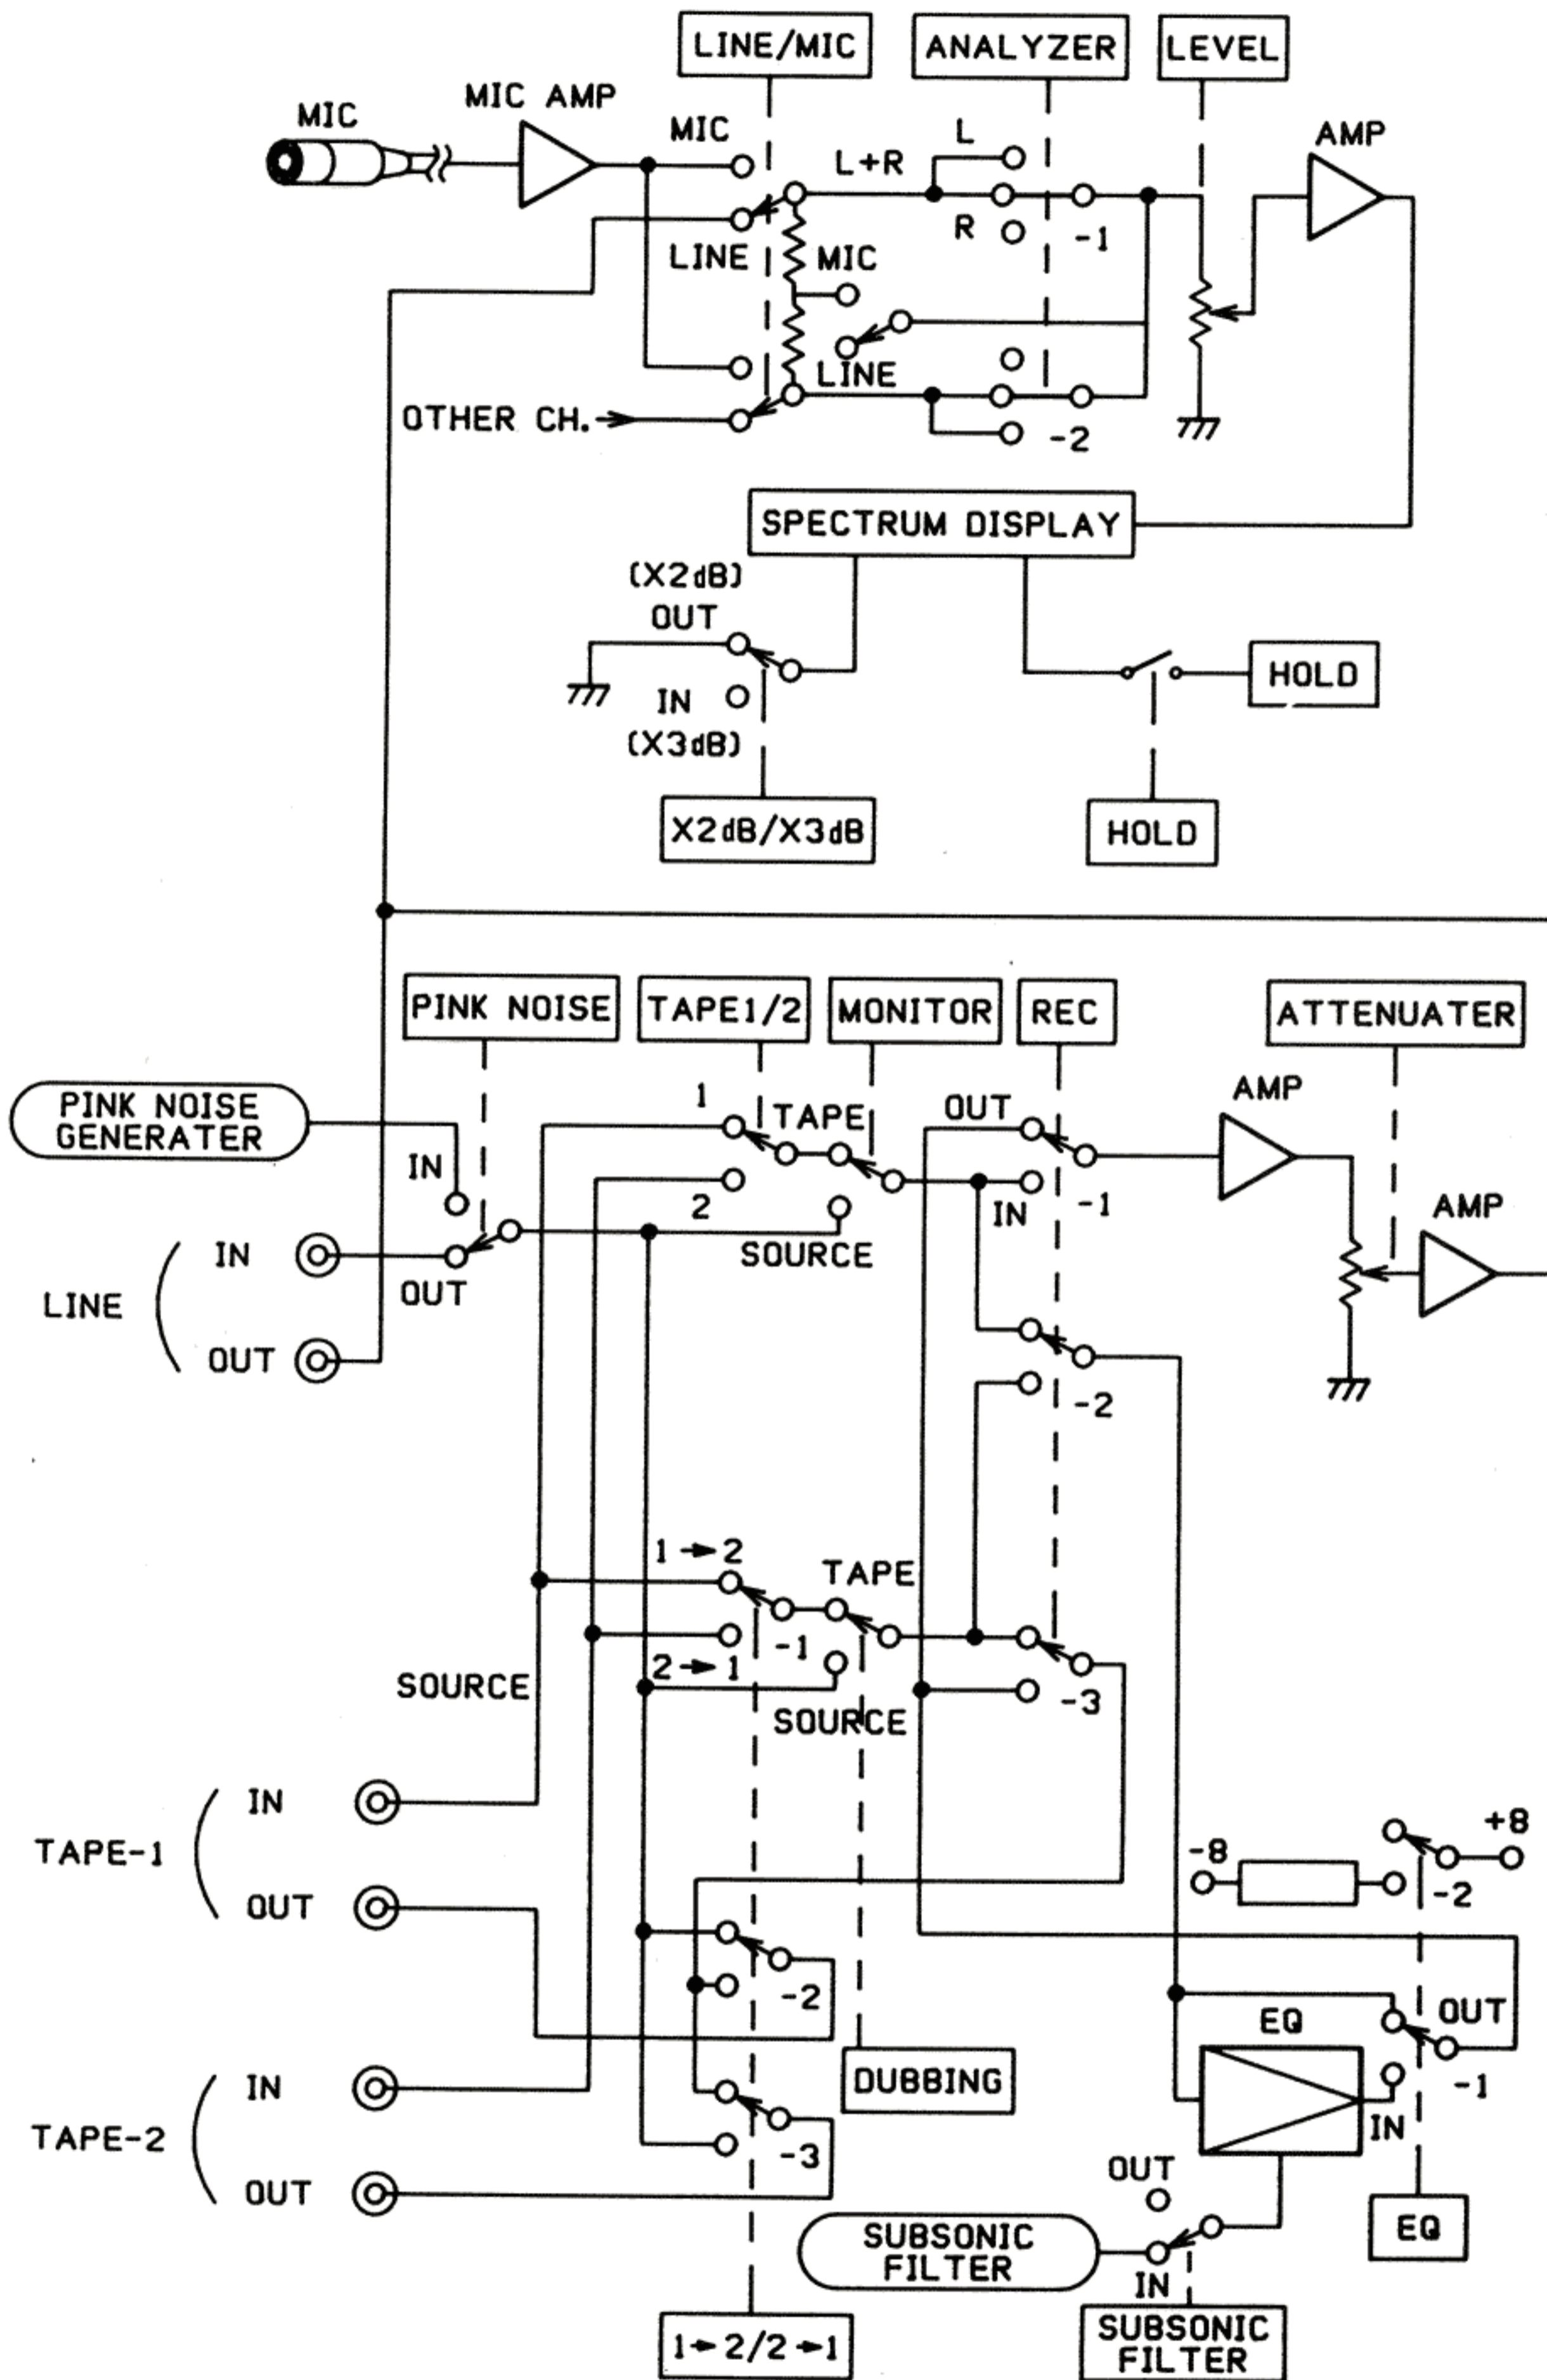 LINE/MIC
ANALYZER
LEVEL
MIC
MIC AMP
MIC
L+R
L
AMP
R
-1
LINE
MIC
LINE
OTHER CH.
-2
SPECTRUM DISPLAY
(X2dB)
OUT
IN
(X3dB)
HOLD
X2dB/X3dB
HOLD
PINK NOISE
TAPE1/2
MONITOR
REC
ATTENUATER
PINK NOISE
GENERATER
1
TAPE
OUT
AMP
IN
2
IN
-1
AMP
LINE
IN
OUT
SOURCE
OUT
-2
1→2
TAPE
-1
2→1
SOURCE
SOURCE
-3
TAPE-1
IN
OUT
-8
+8
-2
-2
EQ
OUT
TAPE-2
IN
OUT
DUBBING
-1
IN
-3
OUT
EQ
SUBSONIC
FILTER
IN
SUBSONIC
FILTER
1→2/2→1